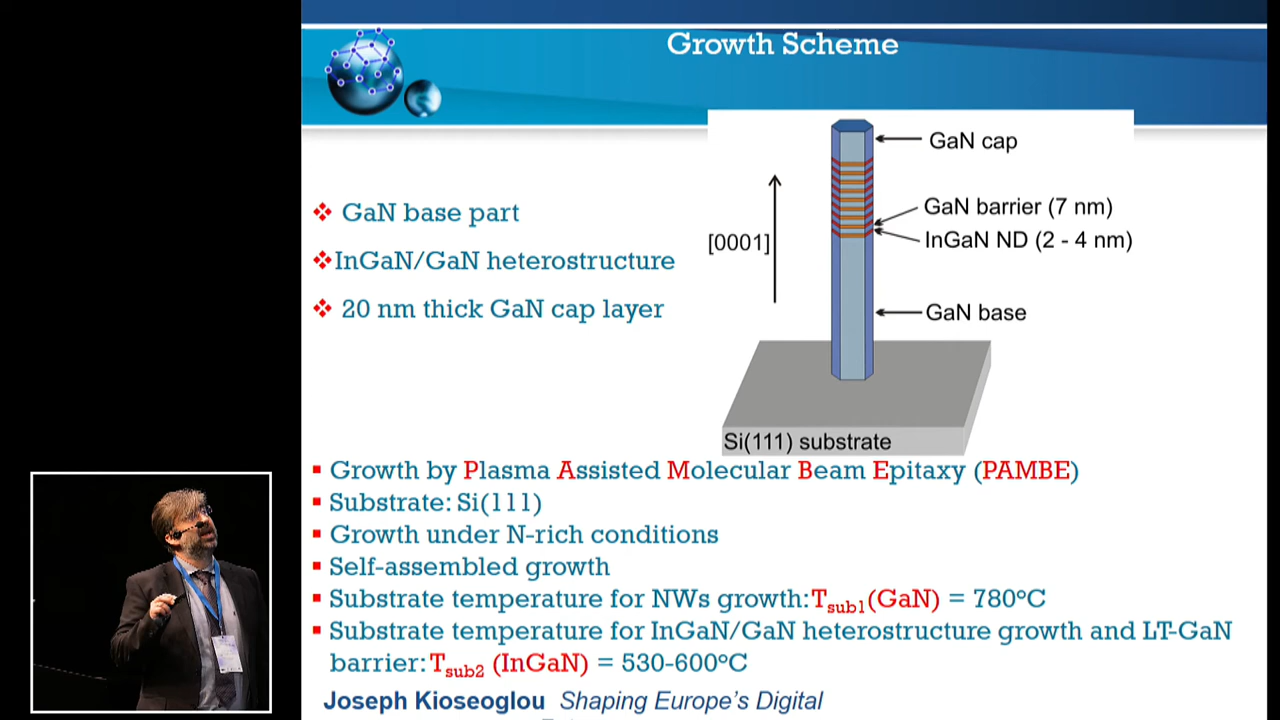 Growth Scheme
GaN cap
GaN barrier (7 nm)
InGaN ND (2 - 4 nm)
[0001]
GaN base
Si(111) substrate
❖ GaN base part
❖ InGaN/GaN heterostructure
❖ 20 nm thick GaN cap layer
▪ Growth by Plasma Assisted Molecular Beam Epitaxy (PAMBE)
▪ Substrate: Si(111)
▪ Growth under N-rich conditions
▪ Self-assembled growth
▪ Substrate temperature for NWs growth: Tsub1(GaN) = 780°C
▪ Substrate temperature for InGaN/GaN heterostructure growth and LT-GaN
barrier: Tsub2 (InGaN) = 530-600°C
Joseph Kioseoglou Shaping Europe's Digital